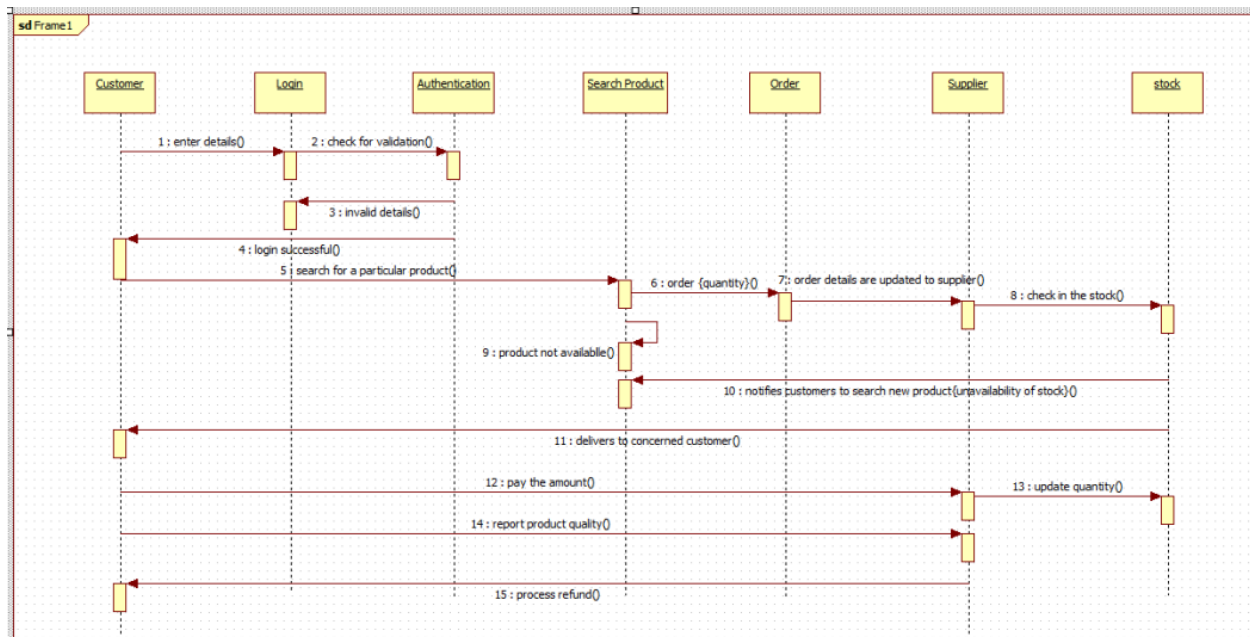 sd Frame1
Customer
Login
Authentication
Search Product
Order
Supplier
stock
1 : enter details()
2 : check for validation()
3 : invalid details()
4 : login successful()
5 : search for a particular product()
6 : order {quantity}()
7 : order details are updated to supplier()
8 : check in the stock()
9 : product not availablle()
10 : notifies customers to search new product{unavailability of stock}()
11 : delivers to concerned customer()
12 : pay the amount()
13 : update quantity()
14 : report product quality()
15 : process refund()